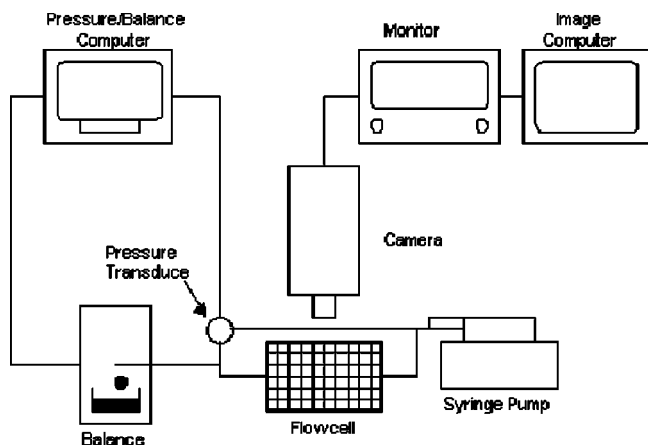 Pressure/Balance
Computer
Monitor
Image
Computer
Camera
Pressure
Transduce
Balance
Flowcell
Syringe Pump